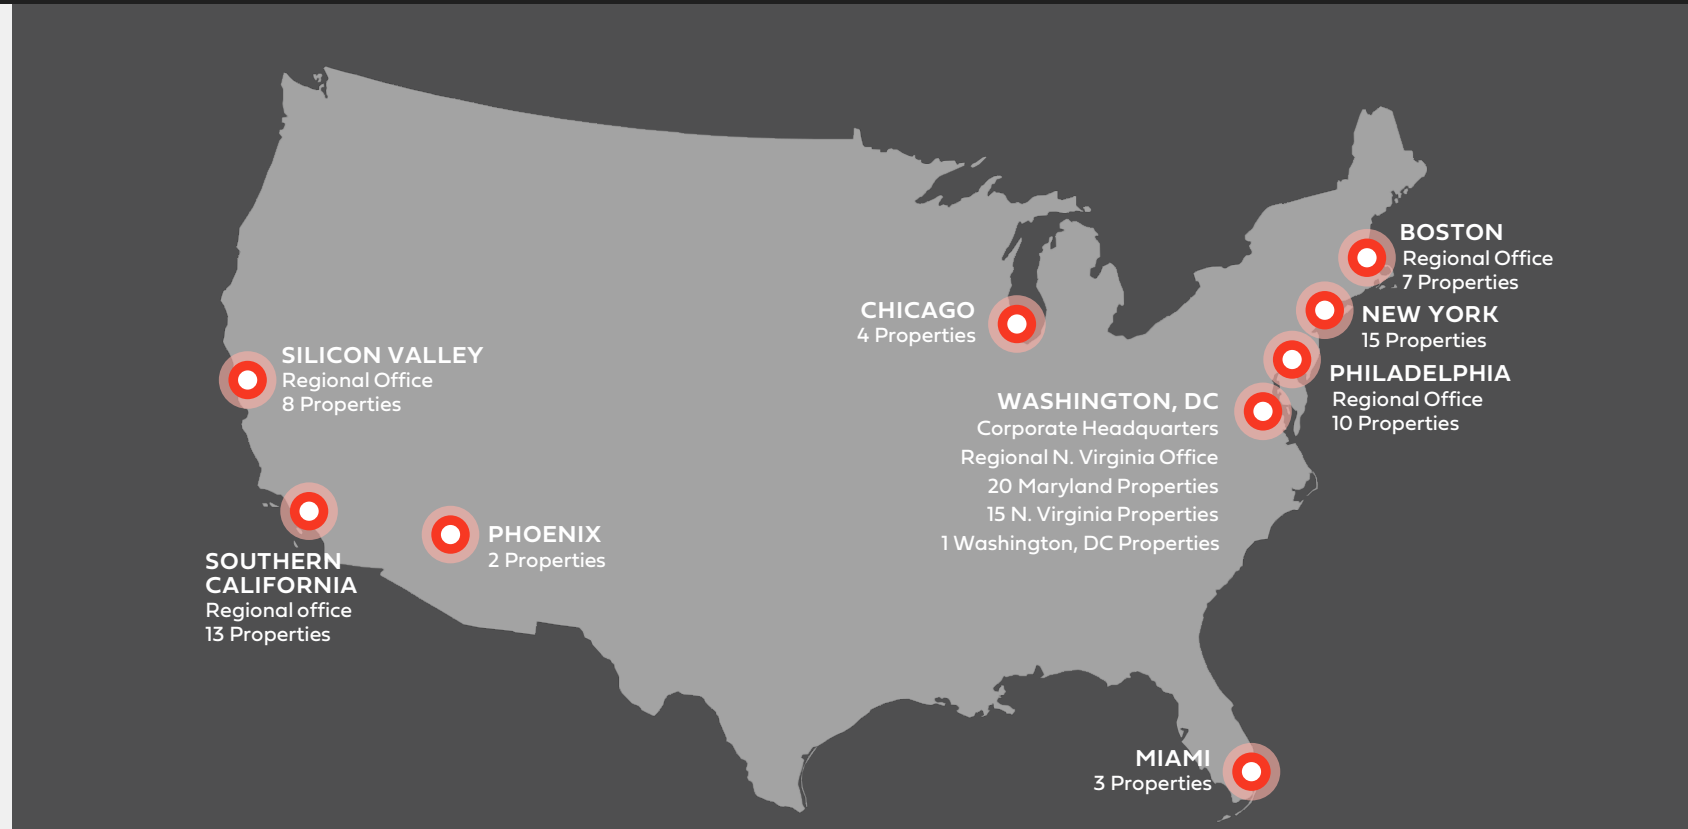 BOSTON
Regional Office
7 Properties
CHICAGO
4 Properties
NEW YORK
15 Properties
SILICON VALLEY
Regional Office
8 Properties
PHILADELPHIA
Regional Office
10 Properties
WASHINGTON, DC
Corporate Headquarters
Regional N. Virginia Office
20 Maryland Properties
15 N. Virginia Properties
1 Washington, DC Properties
PHOENIX
2 Properties
SOUTHERN
CALIFORNIA
Regional office
13 Properties
MIAMI
3 Properties